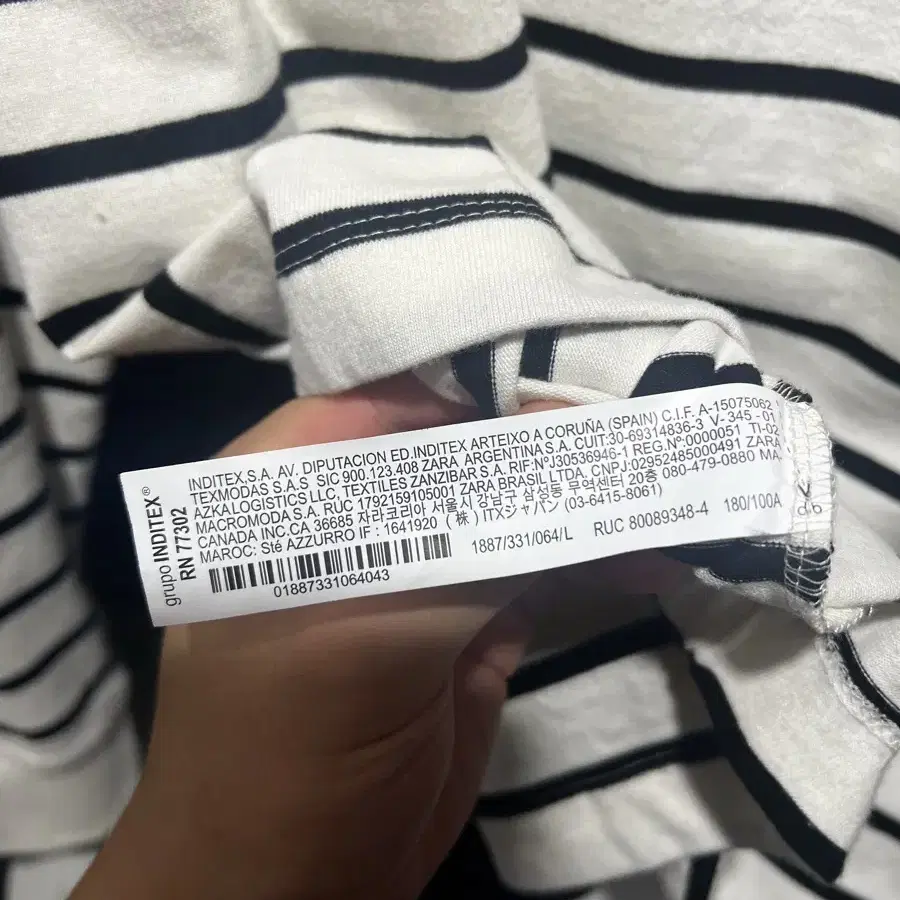 grupo INDITEX®
RN 77302
INDITEX,S.A. AV. DIPUTACION ED.INDITEX ARTEIXO A CORUÑA (SPAIN) C.I.F. A-15075062
TEXMODAS S.A.S SIC 900.123.408 ZARA ARGENTINA S.A. CUIT:30-69314836-3 V-345-01
AZKA LOGISTICS LLC, TEXTILES ZANZIBAR S.A. RIF:NºJ30536946-1 REG.Nº:0000051 TI-02
MACROMODA S.A. RÚC 1792159105001 ZARA BRASIL LTD. CNPJ:02952485000491 ZARA
CANADA INC.CA 36685 자라코리아 서울시 강남구 삼성동 무역센터 20층 080-479-0880 MA
MAROC: Sté AZZURRO IF : 1641920 (株) ITXジャパン (03-6415-8061)
1887/331/064/L RUC 80089348-4 180/100A
01887331064043